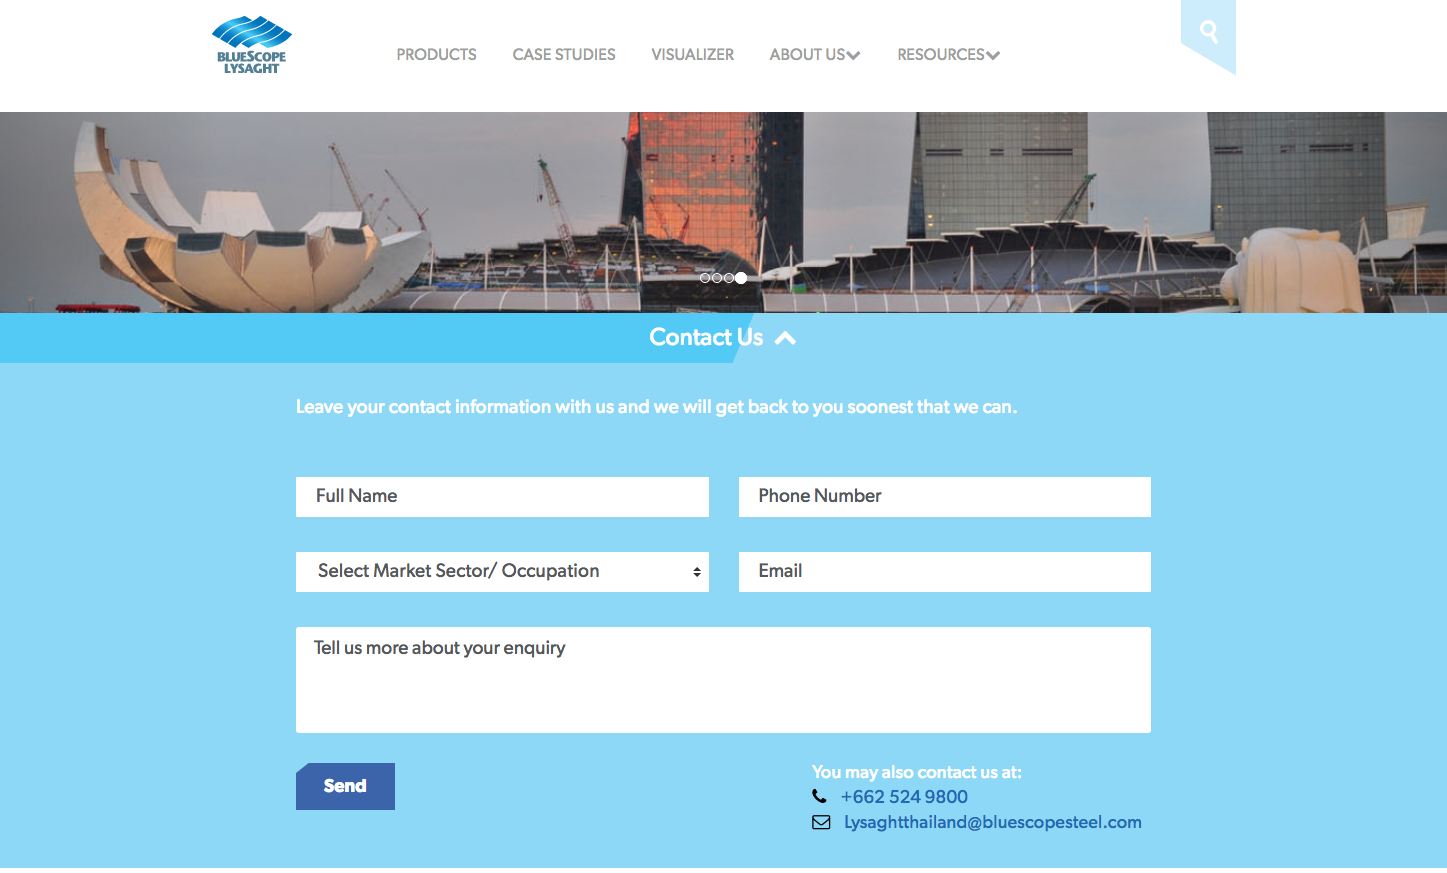 BLUESCOPE
LYSAGHT
PRODUCTS
CASE STUDIES
VISUALIZER
ABOUT US
RESOURCES
Contact Us
Leave your contact information with us and we will get back to you soonest that we can.
Full Name
Phone Number
Select Market Sector/ Occupation
Email
Tell us more about your enquiry
Send
You may also contact us at:
+662 524 9800
Lysaghtthailand@bluescopesteel.com